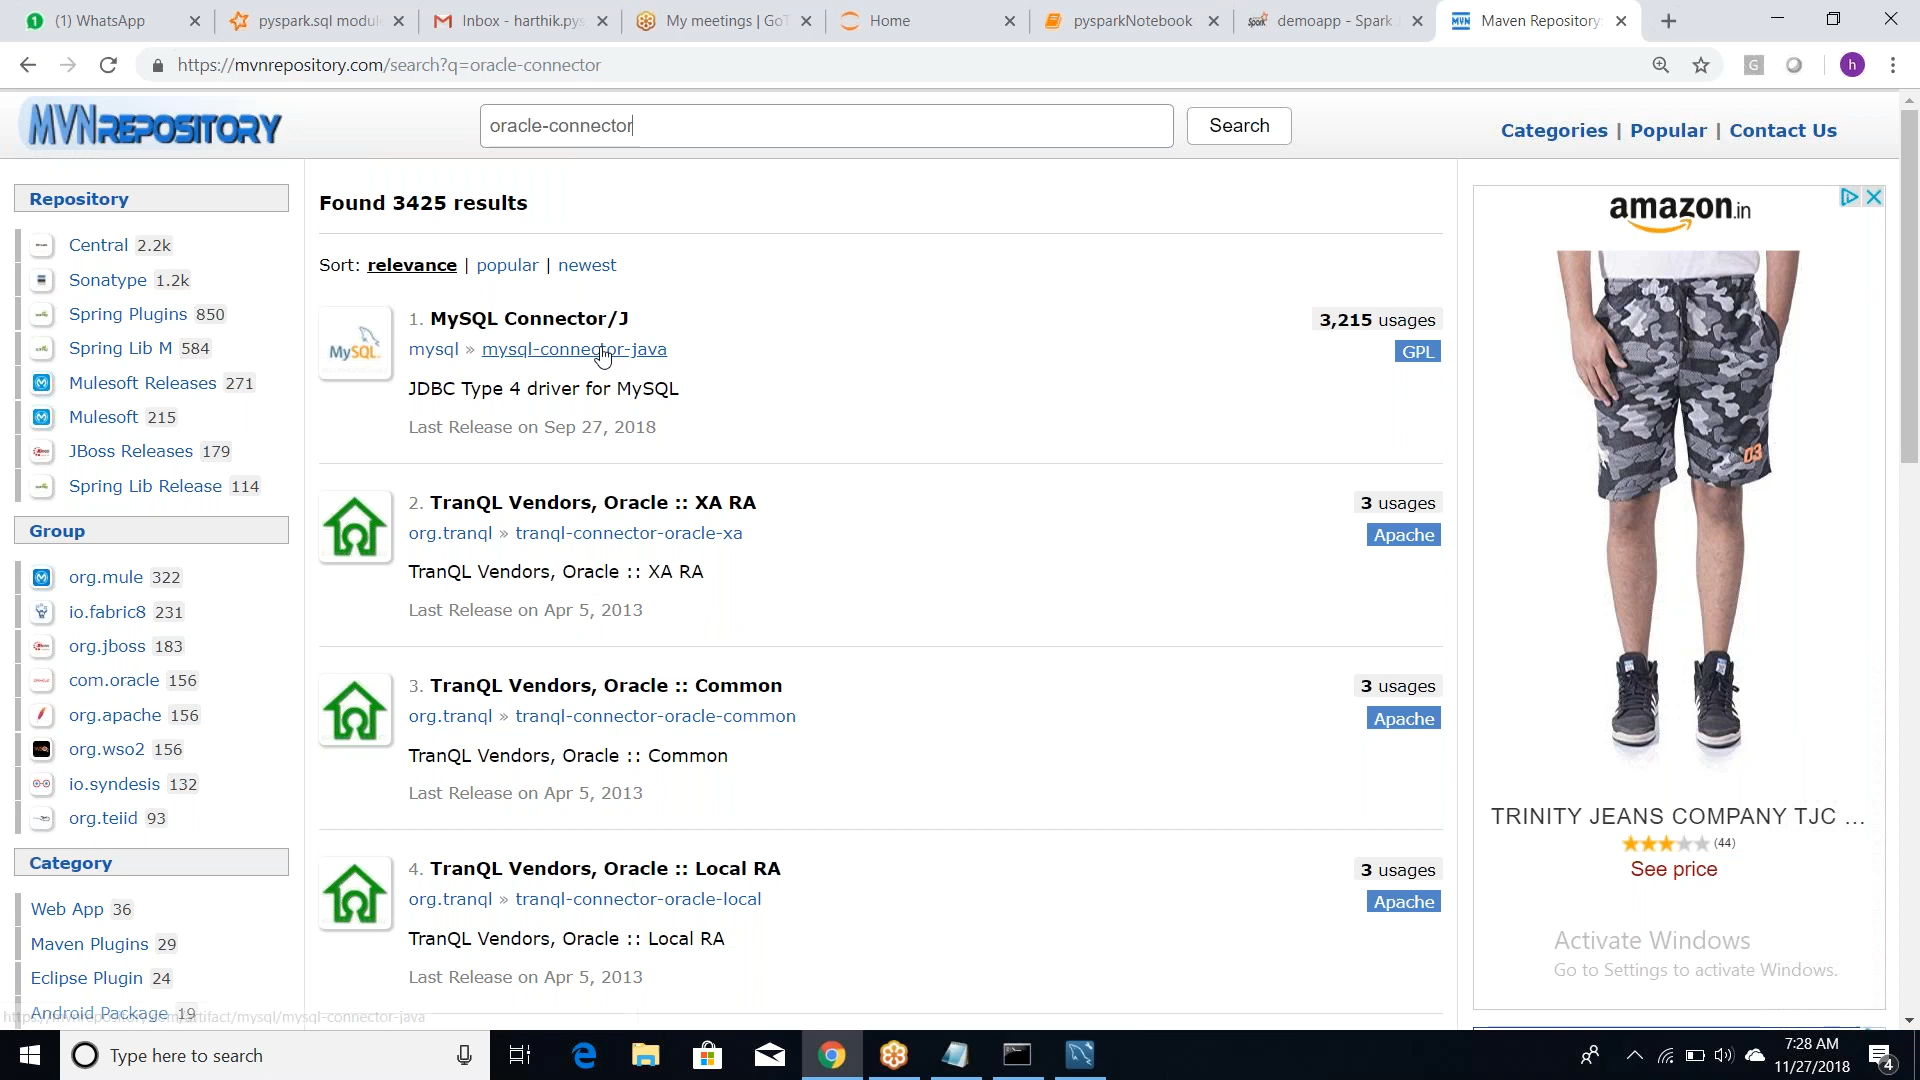 (1) WhatsApp
pyspark.sql modul
Inbox - harthik.pys
My meetings | GoT
Home
pysparkNotebook
demoapp - Spark
Maven Repository
https://mvnrepository.com/search?q=oracle-connector
G
h
MVNREPOSITORY
oracle-connector
Search
Categories | Popular | Contact Us
Repository
Central 2.2k
Sonatype 1.2k
Spring Plugins 850
Spring Lib M 584
Mulesoft Releases 271
Mulesoft 215
JBoss Releases 179
Spring Lib Release 114
Group
org.mule 322
io.fabric8 231
org.jboss 183
com.oracle 156
org.apache 156
org.wso2 156
io.syndesis 132
org.teiid 93
Category
Web App 36
Maven Plugins 29
Eclipse Plugin 24
Android Package 19
Found 3425 results
Sort: relevance | popular | newest
MySQL
1. MySQL Connector/J
3,215 usages
mysql » mysql-connector-java
GPL
JDBC Type 4 driver for MySQL
Last Release on Sep 27, 2018
2. TranQL Vendors, Oracle :: XA RA
3 usages
org.tranql » tranql-connector-oracle-xa
Apache
TranQL Vendors, Oracle :: XA RA
Last Release on Apr 5, 2013
3. TranQL Vendors, Oracle :: Common
3 usages
org.tranql » tranql-connector-oracle-common
Apache
TranQL Vendors, Oracle :: Common
Last Release on Apr 5, 2013
4. TranQL Vendors, Oracle :: Local RA
3 usages
org.tranql » tranql-connector-oracle-local
Apache
TranQL Vendors, Oracle :: Local RA
Last Release on Apr 5, 2013
amazon.in
03
TRINITY JEANS COMPANY TJC ...
(44)
See price
Activate Windows
Go to Settings to activate Windows.
https://mvnrepository.com/artifact/mysql/mysql-connector-java
Type here to search
7:28 AM
11/27/2018
4